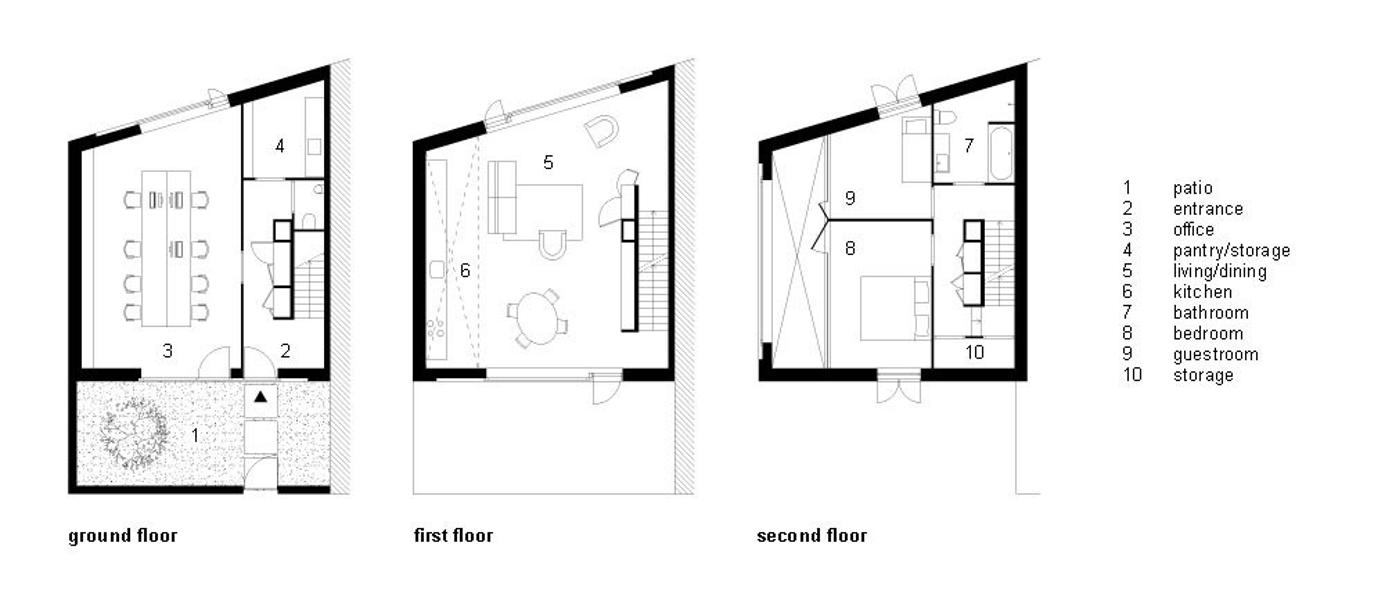 4
3
2
1
ground floor
5
6
first floor
7
9
8
10
second floor
1 patio
2 entrance
3 office
4 pantry/storage
5 living/dining
6 kitchen
7 bathroom
8 bedroom
9 guestroom
10 storage